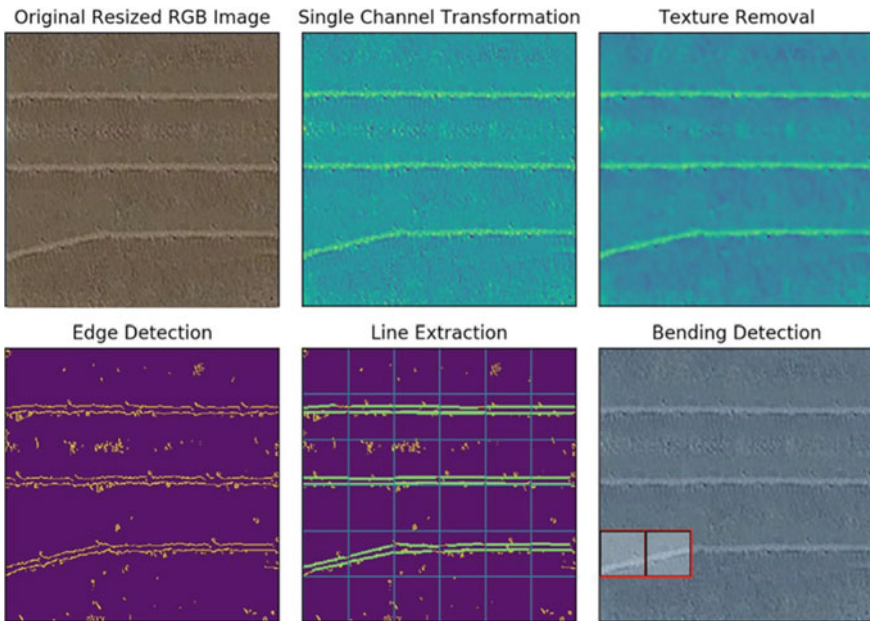 Original Resized RGB Image
Single Channel Transformation
Texture Removal
Edge Detection
Line Extraction
Bending Detection